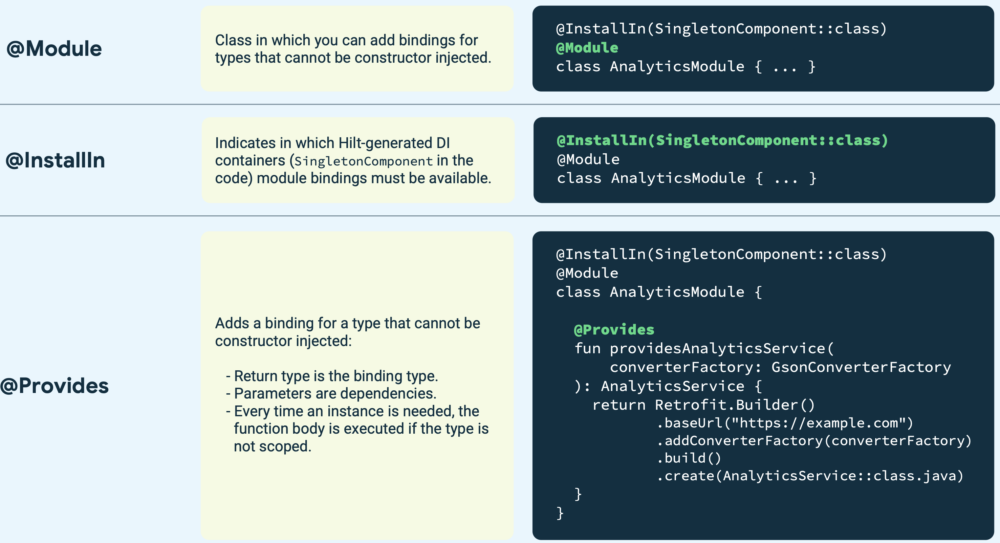 @Module
Class in which you can add bindings for
types that cannot be constructor injected.
@InstallIn(SingletonComponent::class)
@Module
class AnalyticsModule { ... }
@InstallIn
Indicates in which Hilt-generated DI
containers (SingletonComponent in the
code) module bindings must be available.
@InstallIn(SingletonComponent::class)
@Module
class AnalyticsModule { ... }
@Provides
Adds a binding for a type that cannot be
constructor injected:
- Return type is the binding type.
- Parameters are dependencies.
- Every time an instance is needed, the
function body is executed if the type is
not scoped.
@InstallIn(SingletonComponent::class)
@Module
class AnalyticsModule {
@Provides
fun providesAnalyticsService(
converterFactory: GsonConverterFactory
): AnalyticsService {
return Retrofit.Builder()
.baseUrl("https://example.com")
.addConverterFactory(converterFactory)
.build()
.create(AnalyticsService::class.java)
}
}